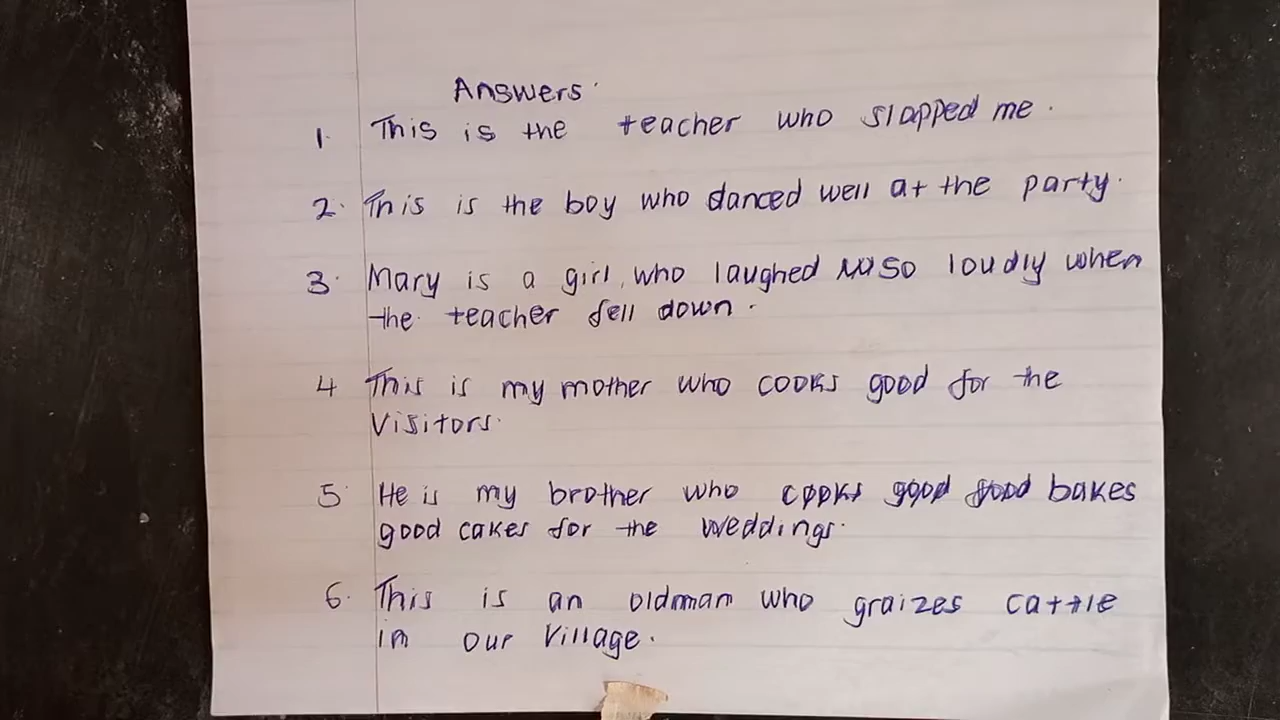 Answers.
1. This is the teacher who slapped me.
2. This is the boy who danced well at the party.
3. Mary is a girl who laughed so loudly when
the teacher fell down.
4 This is my mother who cooks good for the
visitors.
5. He is my brother who cooks good food bakes
good cakes for the weddings.
6. This is an oldman who graizes cattle
in our village.